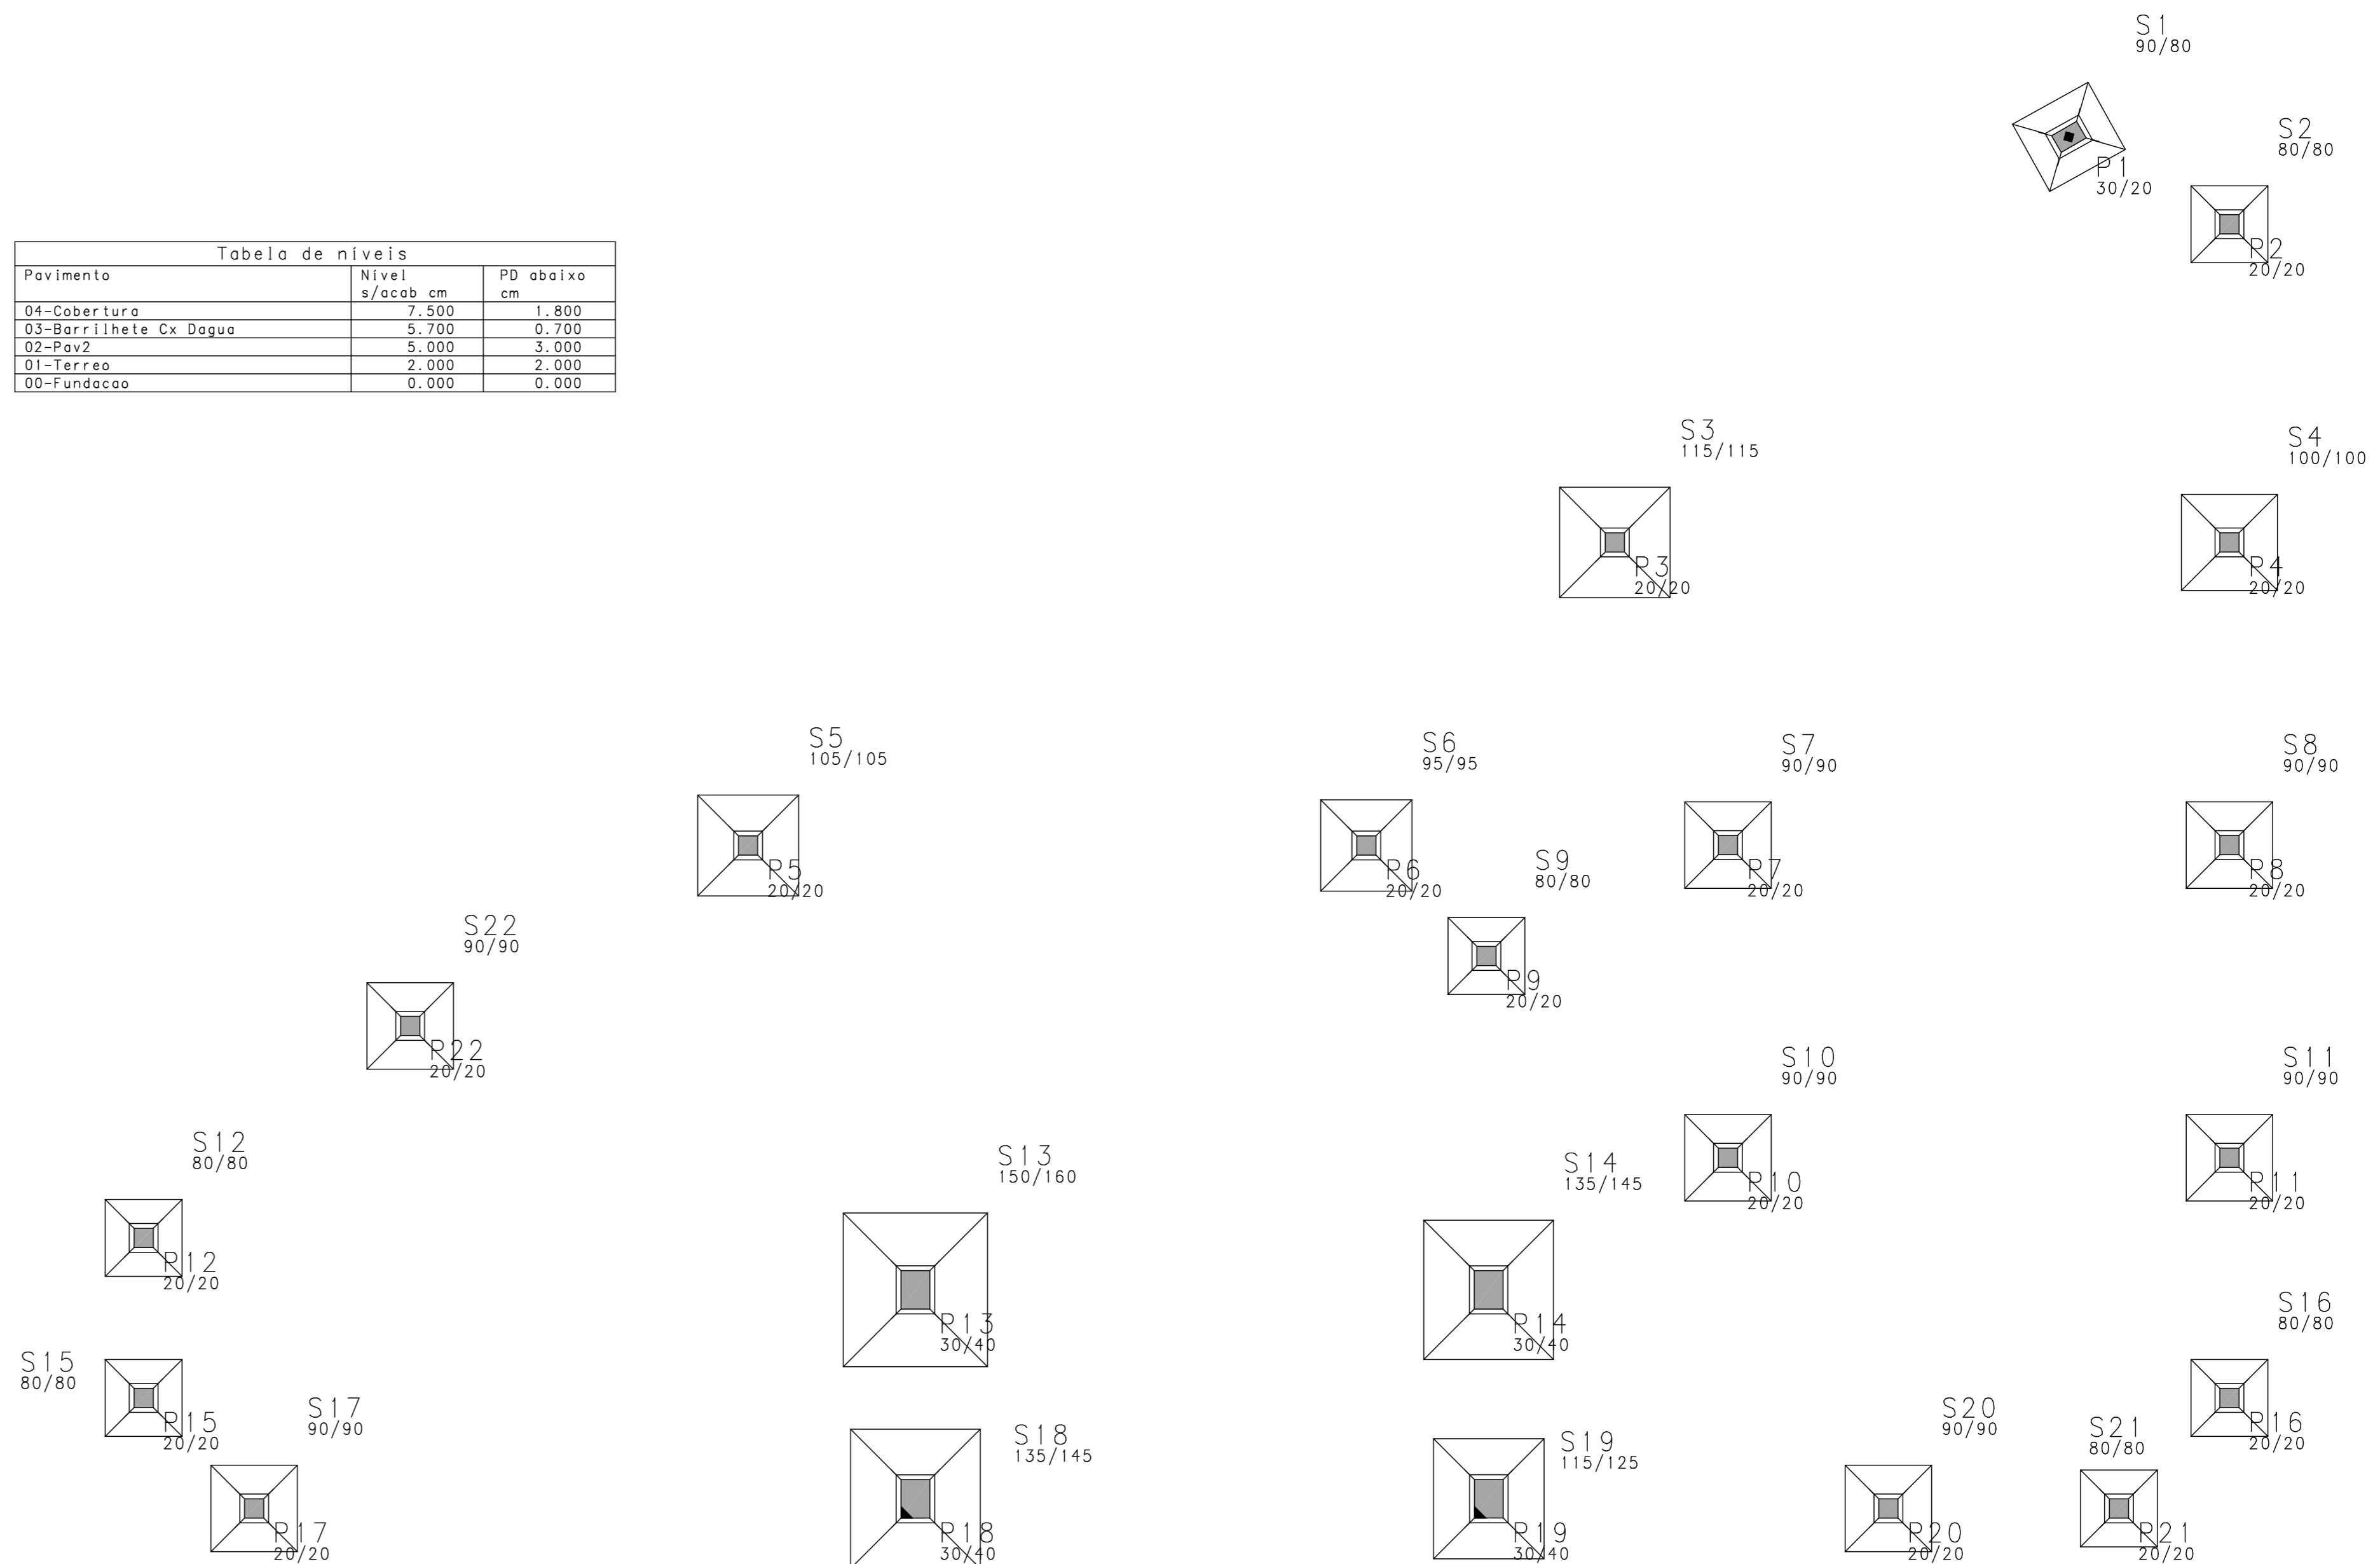 S1
90/80
S2
80/80
P1
30/20
P2
20/20
Tabela de níveis
Pavimento Nível s/acab cm PD abaixo cm
04-Cobertura 7.500 1.800
03-Barrilhete Cx Dagua 5.700 0.700
02-Pav2 5.000 3.000
01-Terreo 2.000 2.000
00-Fundacao 0.000 0.000
S3
115/115
S4
100/100
P3
20/20
P4
20/20
S5
105/105
S6
95/95
S7
90/90
S8
90/90
P5
20/20
P6
20/20
S9
80/80
P7
20/20
P8
20/20
S22
90/90
P9
20/20
P22
20/20
S10
90/90
S11
90/90
S12
80/80
S13
150/160
S14
135/145
P10
20/20
P11
20/20
P12
20/20
P13
30/40
P14
30/40
S16
80/80
S15
80/80
S17
90/90
P15
20/20
S18
135/145
S19
115/125
S20
90/90
S21
80/80
P16
20/20
P17
20/20
P18
30/40
P19
30/40
P20
20/20
P21
20/20